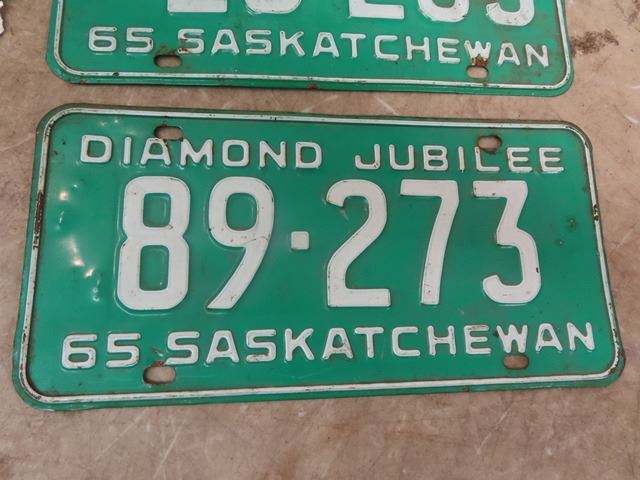 65 SASKATCHEWAN
DIAMOND JUBILEE
89·273
65 SASKATCHEWAN